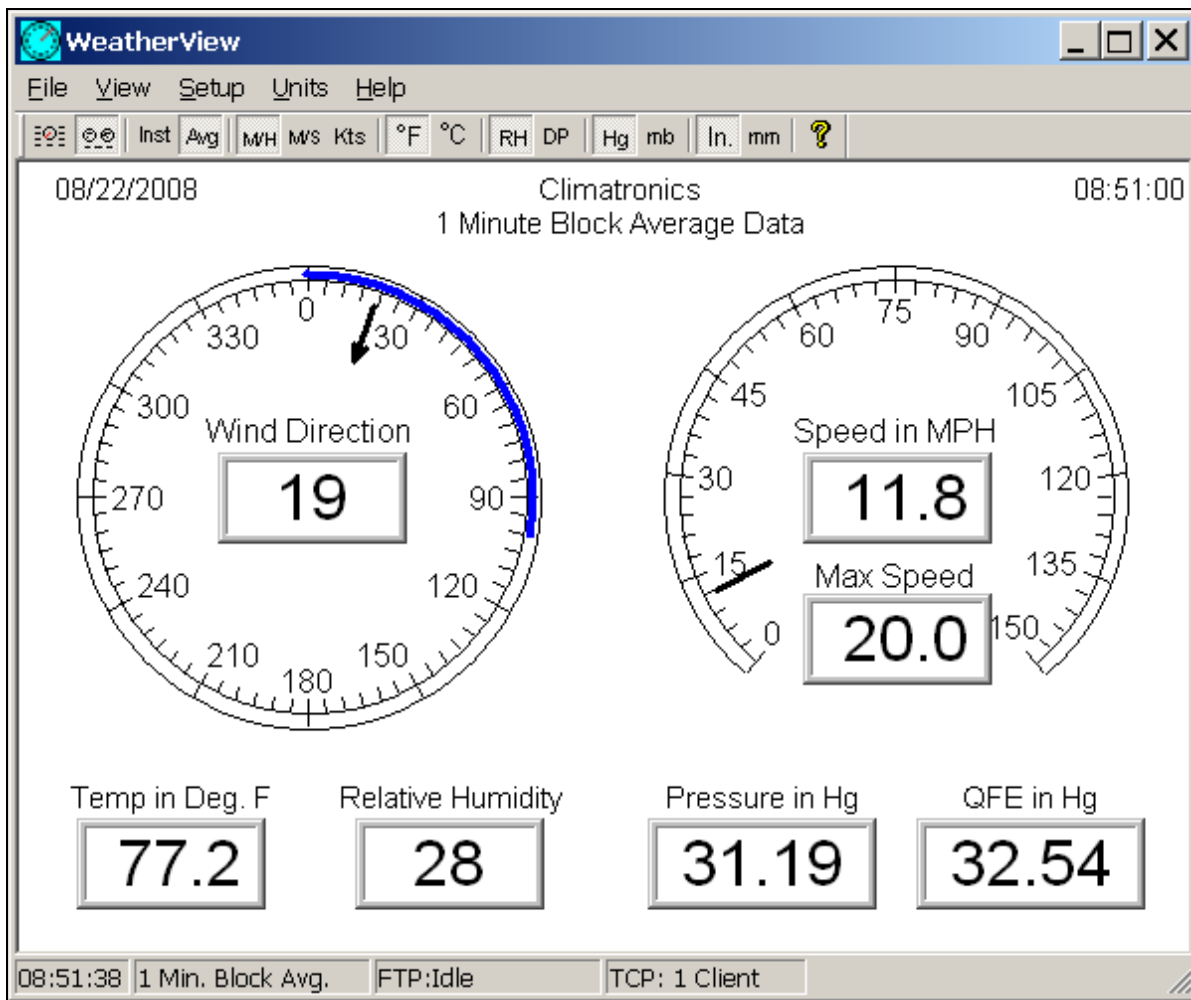 WeatherView
File View Setup Units Help
Inst Avg M/H M/S Kts °F °C RH DP Hg mb In. mm ?
08/22/2008 Climatronics 08:51:00
1 Minute Block Average Data
0
30
60
90
120
150
180
210
240
270
300
330
Wind Direction
19
0
15
30
45
60
75
90
105
120
135
150
Speed in MPH
11.8
Max Speed
20.0
Temp in Deg. F Relative Humidity Pressure in Hg QFE in Hg
77.2 28 31.19 32.54
08:51:38 1 Min. Block Avg. FTP:Idle TCP: 1 Client